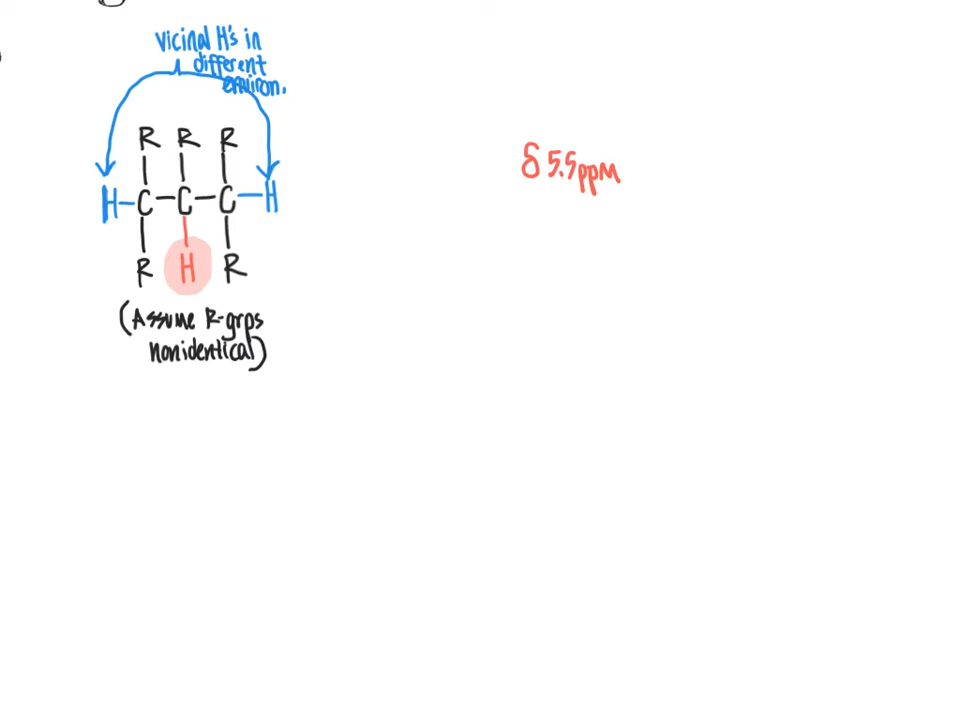 vicinal H's in
different
environ.
R R R
H-C-C-C-H
R H R
(Assume R-grps
nonidentical)
δ 5.5ppm